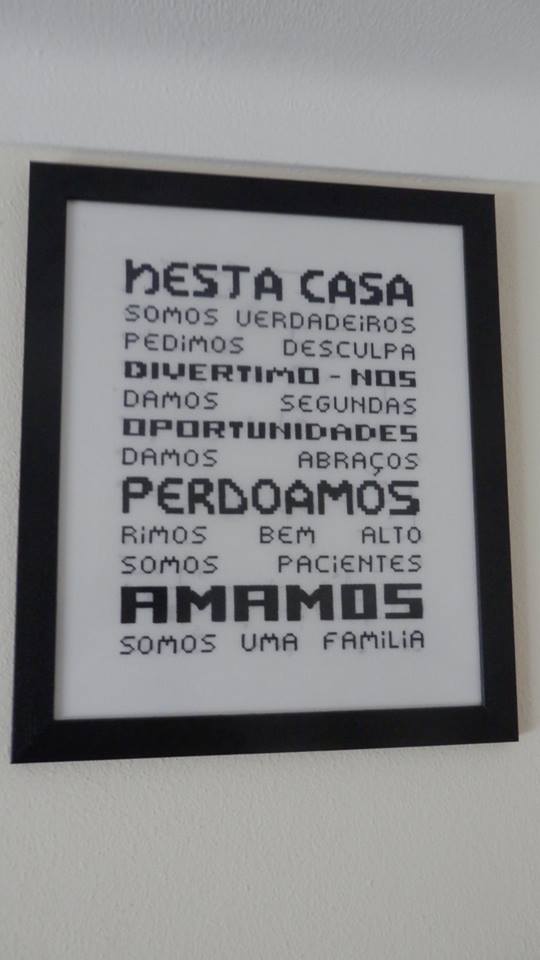 nESTA CASA
SOMOS VERDADEiROS
PEDiMOS DESCULPA
DIVERTIMO - NOS
DAMOS SEGUNDAS
OPORTUNIDADES
DAMOS ABRAÇOS
PERDOAMOS
RiMOS BEM ALTO
SOMOS PACiENTES
AMAMOS
SOMOS UMA FAMiLiA